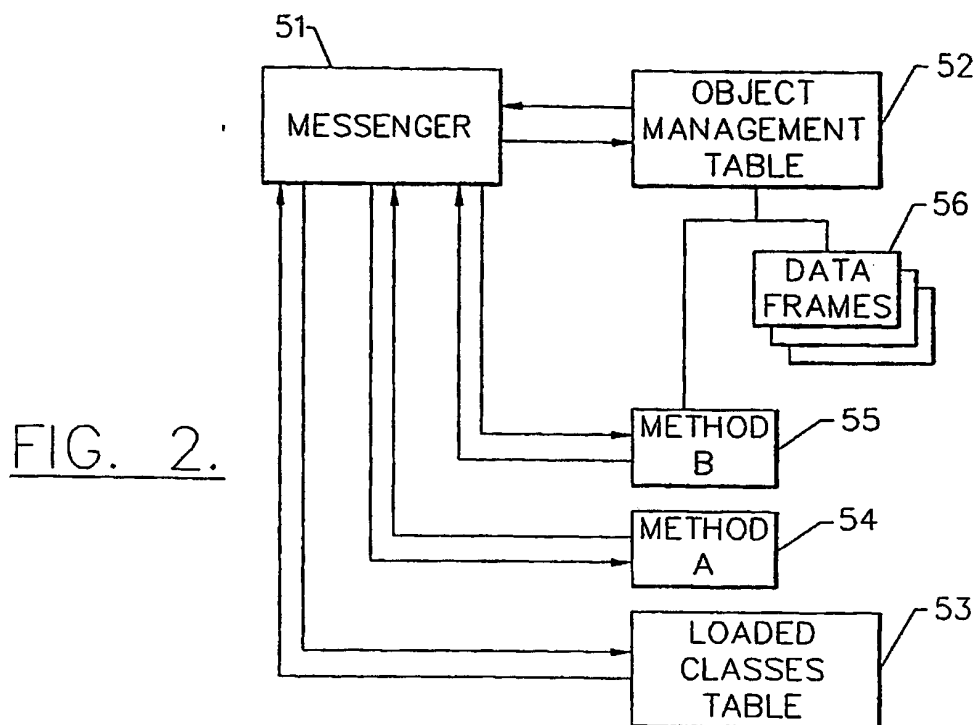 51
MESSENGER
OBJECT
MANAGEMENT
TABLE
52
56
DATA
FRAMES
METHOD
B
55
FIG. 2.
METHOD
A
54
LOADED
CLASSES
TABLE
53